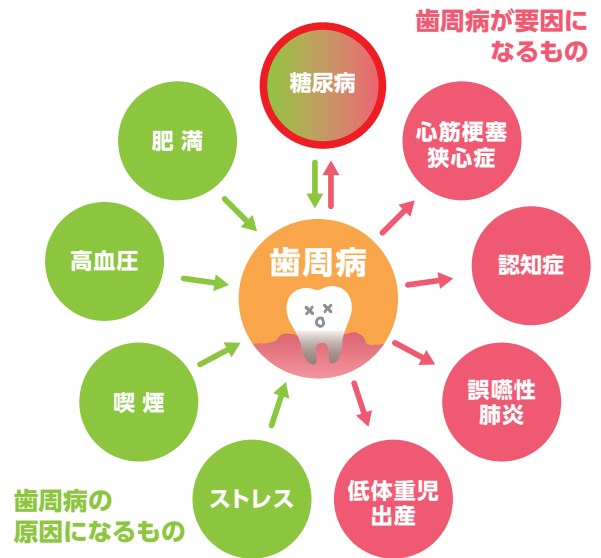 歯周病が要因に
なるもの
糖尿病
肥満
心筋梗塞
狭心症
高血圧
歯周病
認知症
喫煙
誤嚥性
肺炎
ストレス
低体重児
出産
歯周病の
原因になるもの